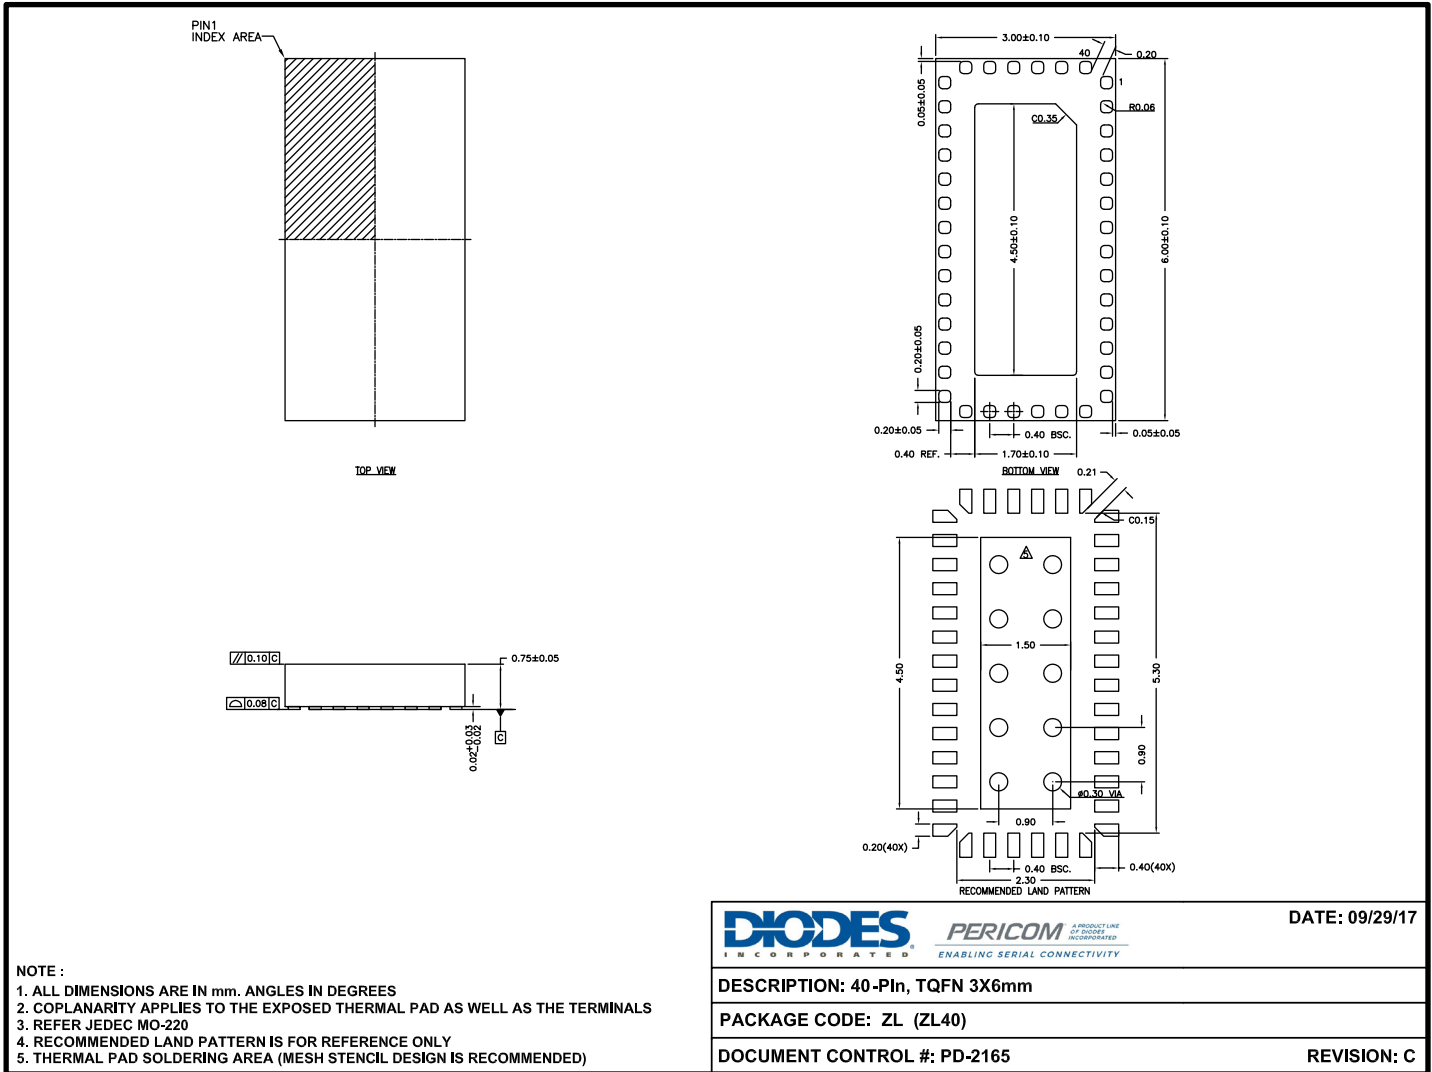 PIN1
INDEX AREA
TOP VIEW
3.00±0.10
40
0.20
1
0.05±0.05
R0.06
C0.35
4.50±0.10
6.00±0.10
0.20±0.05
0.20±0.05
0.40 BSC.
0.05±0.05
0.40 REF.
1.70±0.10
BOTTOM VIEW
0.21
C0.15
5
4.50
1.50
5.30
0.90
ø0.30 VIA
0.90
0.20(40X)
0.40 BSC.
0.40(40X)
2.30
RECOMMENDED LAND PATTERN
// 0.10 C
0.75±0.05
0.08 C
0.02+0.03
-0.02
C
NOTE :
1. ALL DIMENSIONS ARE IN mm. ANGLES IN DEGREES
2. COPLANARITY APPLIES TO THE EXPOSED THERMAL PAD AS WELL AS THE TERMINALS
3. REFER JEDEC MO-220
4. RECOMMENDED LAND PATTERN IS FOR REFERENCE ONLY
5. THERMAL PAD SOLDERING AREA (MESH STENCIL DESIGN IS RECOMMENDED)
DIODES
INCORPORATED
PERICOM
A PRODUCT LINE
OF DIODES
INCORPORATED
ENABLING SERIAL CONNECTIVITY
DATE: 09/29/17
DESCRIPTION: 40-Pin, TQFN 3X6mm
PACKAGE CODE: ZL (ZL40)
DOCUMENT CONTROL #: PD-2165
REVISION: C